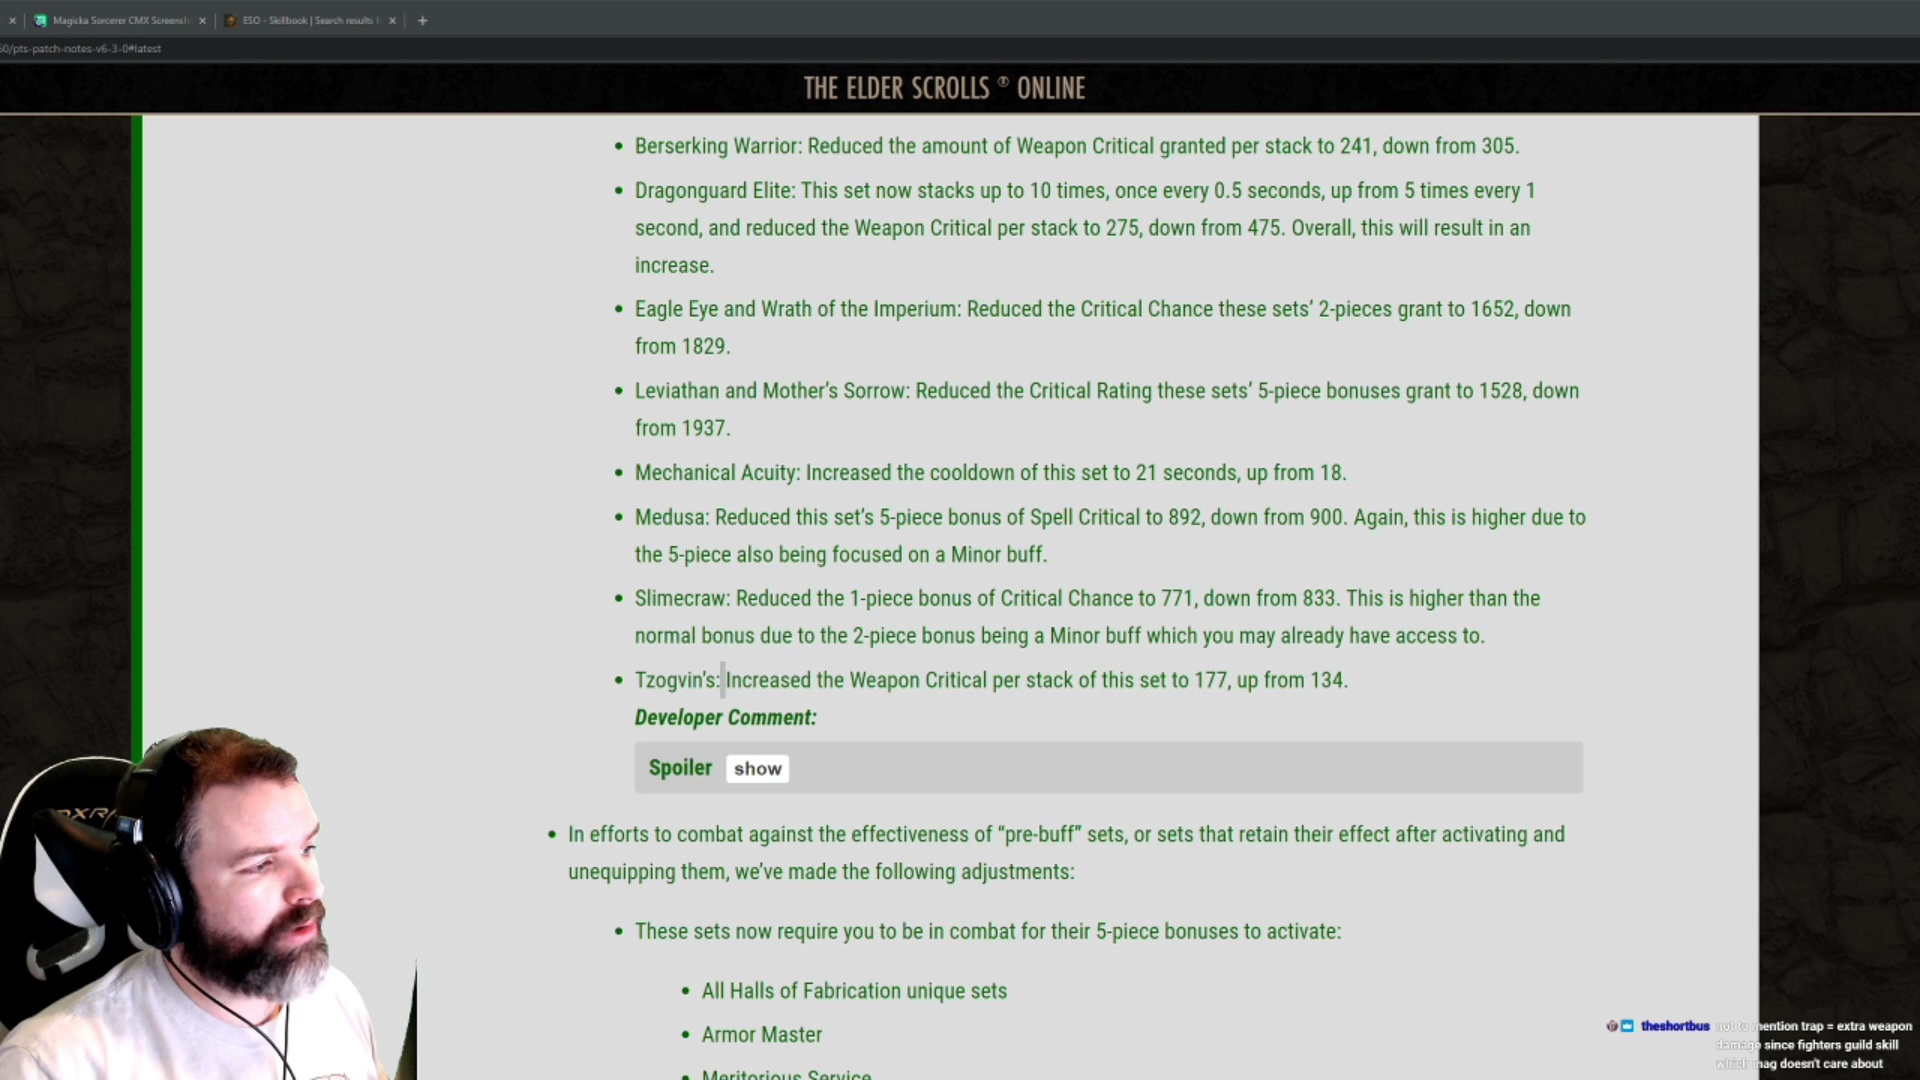 Magicka Sorcerer CMX Screensh
ESO - Skillbook | Search results
/pts-patch-notes-v6-3-0#latest
THE ELDER SCROLLS ® ONLINE
• Berserking Warrior: Reduced the amount of Weapon Critical granted per stack to 241, down from 305.
• Dragonguard Elite: This set now stacks up to 10 times, once every 0.5 seconds, up from 5 times every 1
second, and reduced the Weapon Critical per stack to 275, down from 475. Overall, this will result in an
increase.
• Eagle Eye and Wrath of the Imperium: Reduced the Critical Chance these sets’ 2-pieces grant to 1652, down
from 1829.
• Leviathan and Mother’s Sorrow: Reduced the Critical Rating these sets’ 5-piece bonuses grant to 1528, down
from 1937.
• Mechanical Acuity: Increased the cooldown of this set to 21 seconds, up from 18.
• Medusa: Reduced this set’s 5-piece bonus of Spell Critical to 892, down from 900. Again, this is higher due to
the 5-piece also being focused on a Minor buff.
• Slimecraw: Reduced the 1-piece bonus of Critical Chance to 771, down from 833. This is higher than the
normal bonus due to the 2-piece bonus being a Minor buff which you may already have access to.
• Tzogvin’s: Increased the Weapon Critical per stack of this set to 177, up from 134.
Developer Comment:
Spoiler show
• In efforts to combat against the effectiveness of “pre-buff” sets, or sets that retain their effect after activating and
unequipping them, we’ve made the following adjustments:
• These sets now require you to be in combat for their 5-piece bonuses to activate:
• All Halls of Fabrication unique sets
• Armor Master
• Meritorious Service
theshortbus not to mention trap = extra weapon
damage since fighters guild skill
which mag doesn't care about